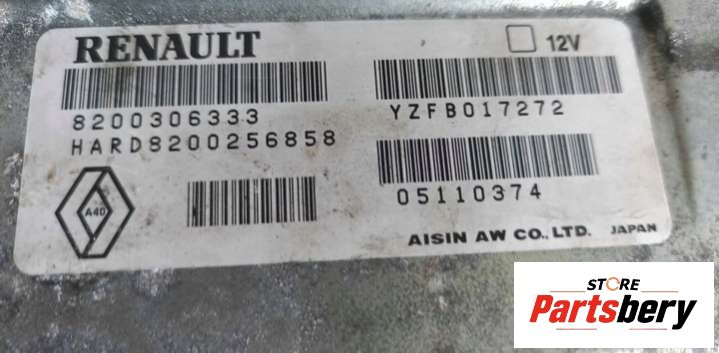 RENAULT
12V
8200306333
YZFB017272
HARD8200256858
05110374
A40
AISIN AW CO., LTD. JAPAN
STORE
Partsbery